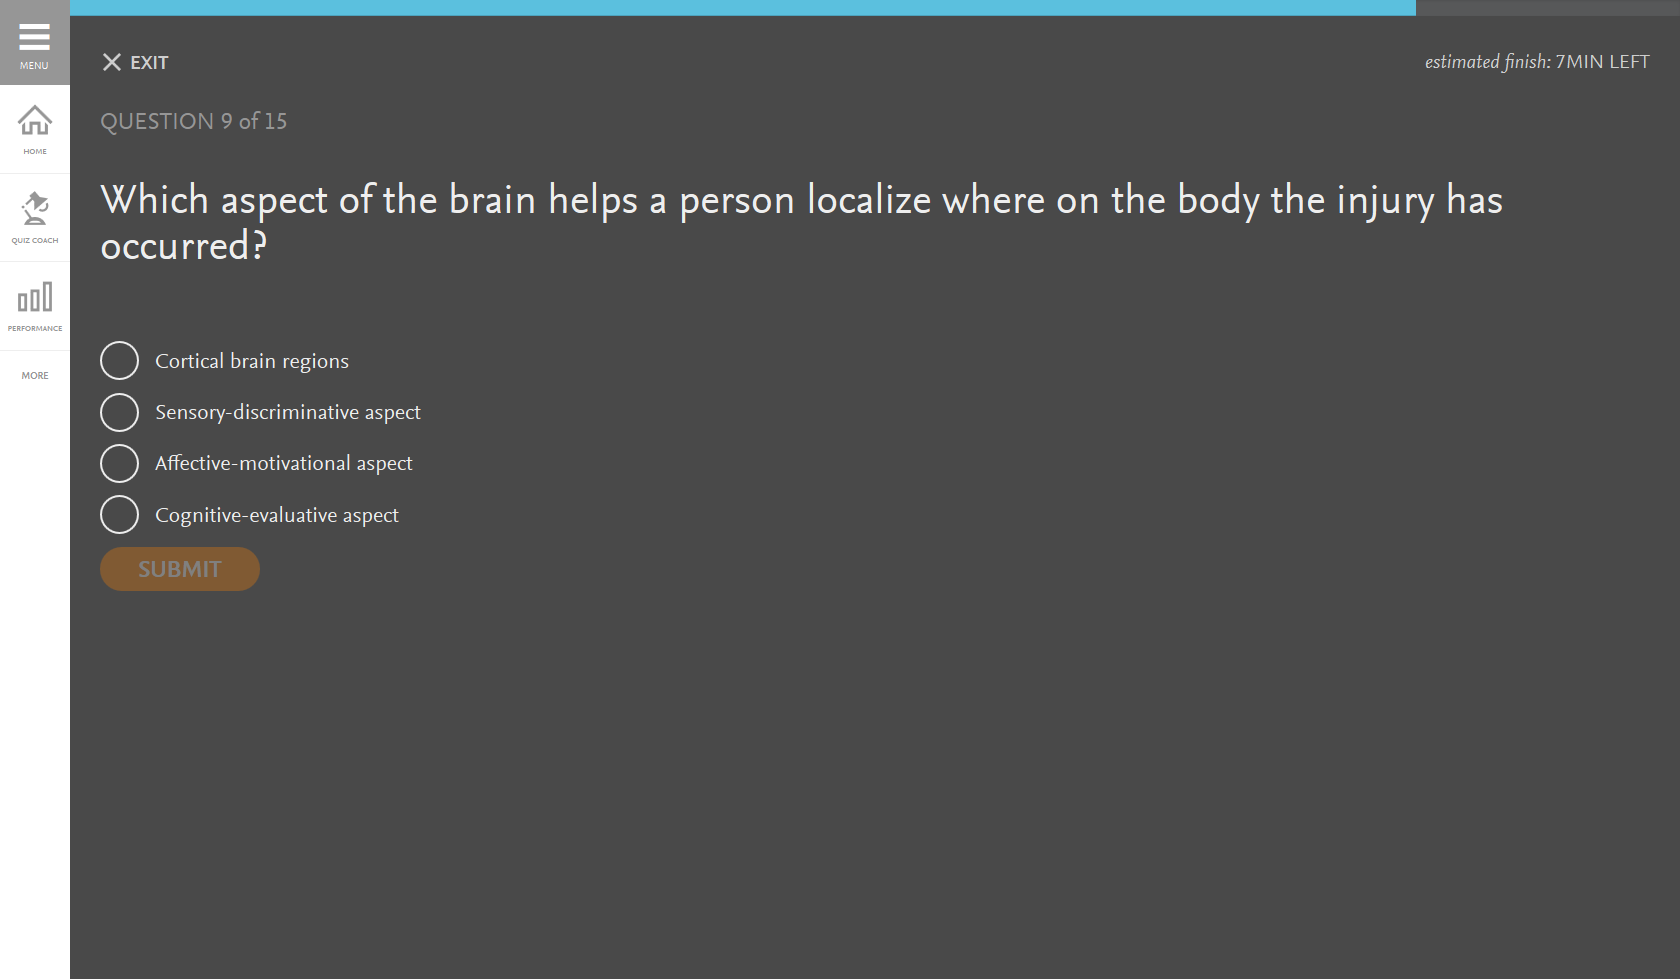 MENU
HOME
QUIZ COACH
PERFORMANCE
MORE
EXIT
estimated finish: 7MIN LEFT
QUESTION 9 of 15
Which aspect of the brain helps a person localize where on the body the injury has
occurred?
Cortical brain regions
Sensory-discriminative aspect
Affective-motivational aspect
Cognitive-evaluative aspect
SUBMIT